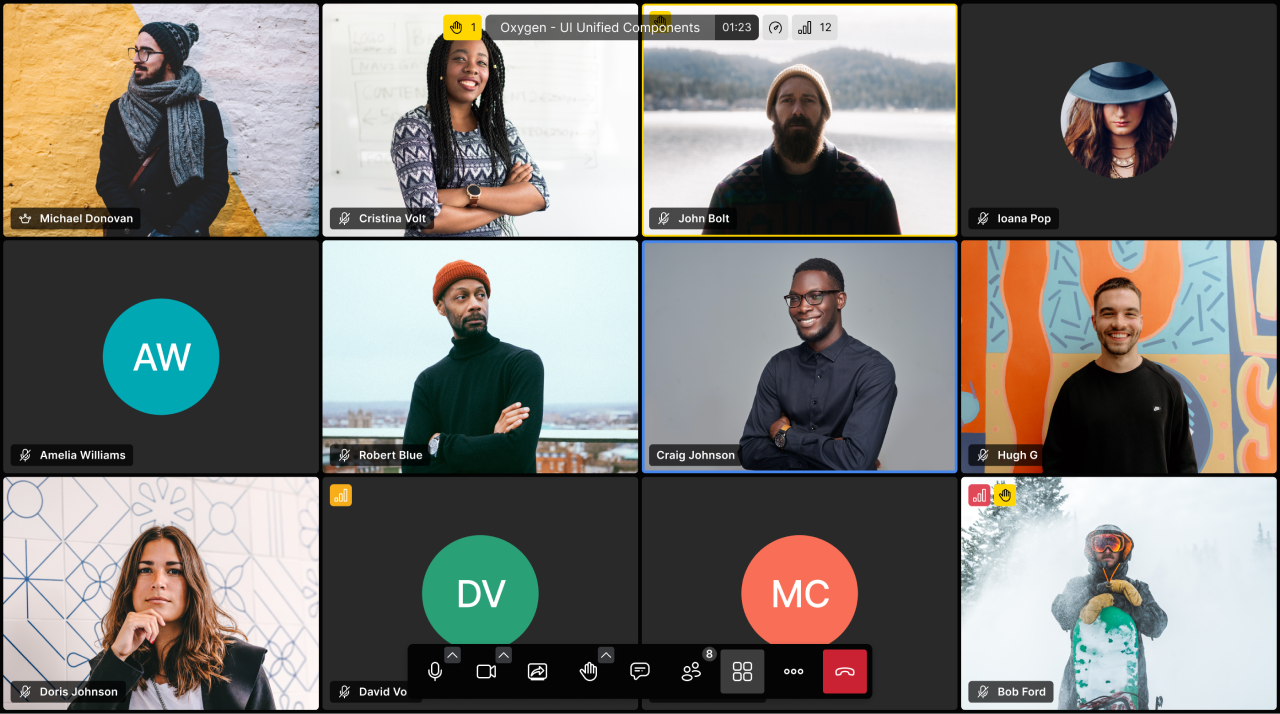 1
Oxygen - UI Unified Components
01:23
12
Michael Donovan
Cristina Volt
John Bolt
Ioana Pop
AW
Amelia Williams
Robert Blue
Craig Johnson
Hugh G
DV
MC
Doris Johnson
David Vo
8
Bob Ford